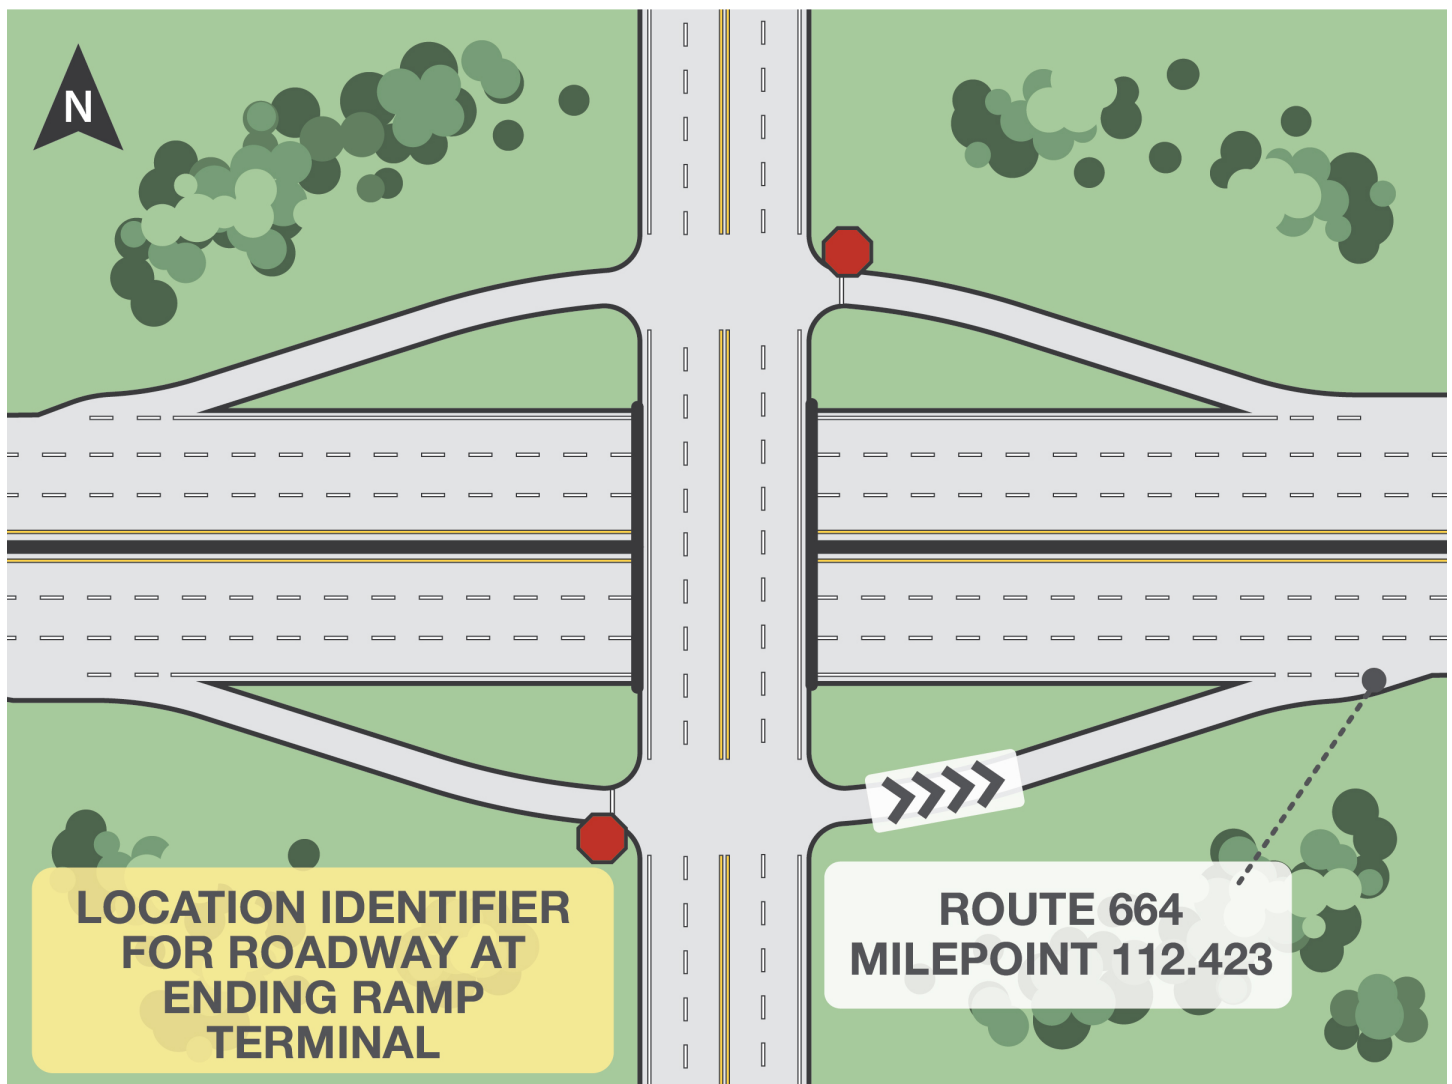 N
LOCATION IDENTIFIER
FOR ROADWAY AT
ENDING RAMP
TERMINAL
ROUTE 664
MILEPOINT 112.423